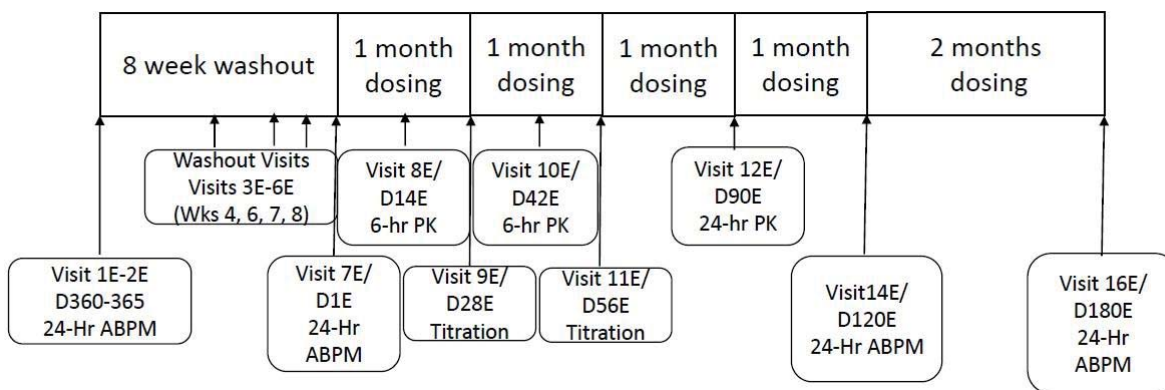 8 week washout
1 month
dosing
1 month
dosing
1 month
dosing
1 month
dosing
2 months
dosing
Washout Visits
Visits 3E-6E
(Wks 4, 6, 7, 8)
Visit 8E/
D14E
6-hr PK
Visit 10E/
D42E
6-hr PK
Visit 12E/
D90E
24-hr PK
Visit 1E-2E
D360-365
24-Hr ABPM
Visit 7E/
D1E
24-Hr
ABPM
Visit 9E/
D28E
Titration
Visit 11E/
D56E
Titration
Visit14E/
D120E
24-Hr ABPM
Visit 16E/
D180E
24-Hr
ABPM